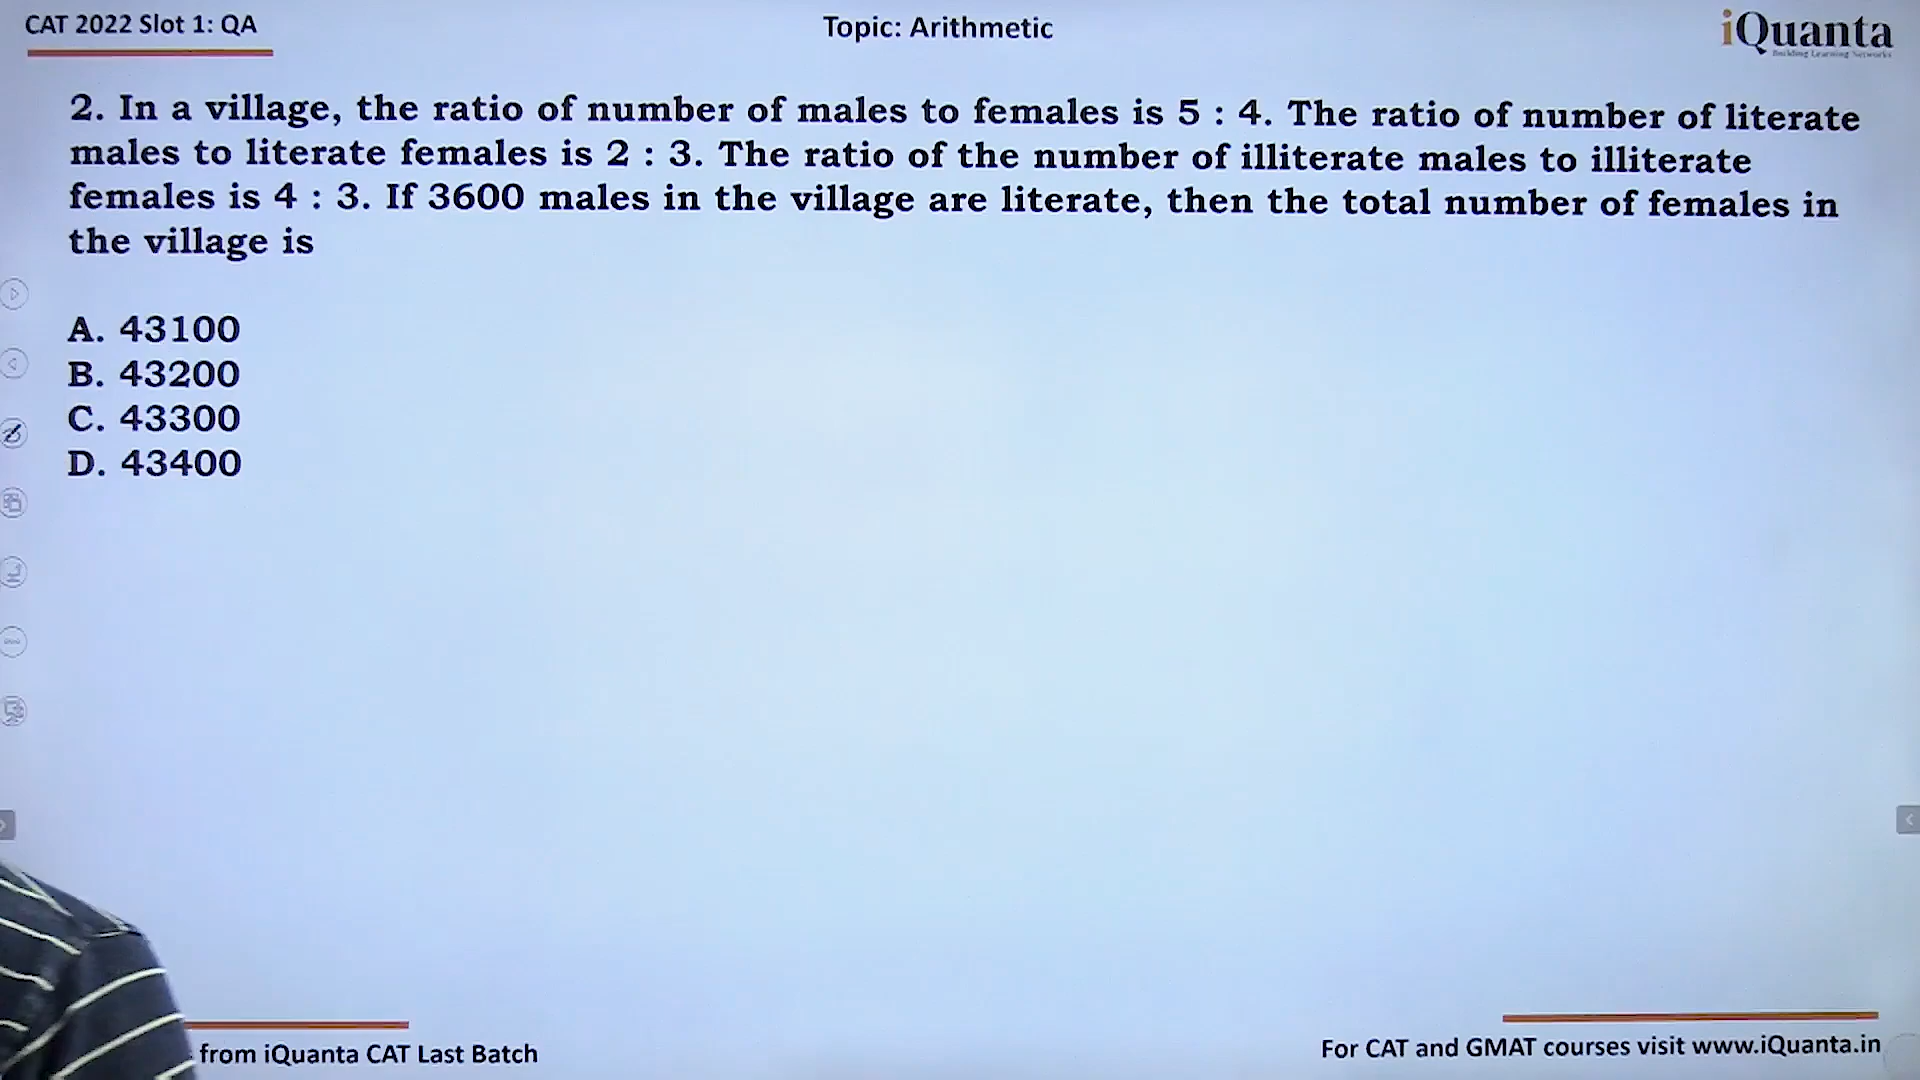 CAT 2022 Slot 1: QA
Topic: Arithmetic
iQuanta
Building Learning Networks
2. In a village, the ratio of number of males to females is 5 : 4. The ratio of number of literate
males to literate females is 2 : 3. The ratio of the number of illiterate males to illiterate
females is 4 : 3. If 3600 males in the village are literate, then the total number of females in
the village is
A. 43100
B. 43200
C. 43300
D. 43400
from iQuanta CAT Last Batch
For CAT and GMAT courses visit www.iQuanta.in